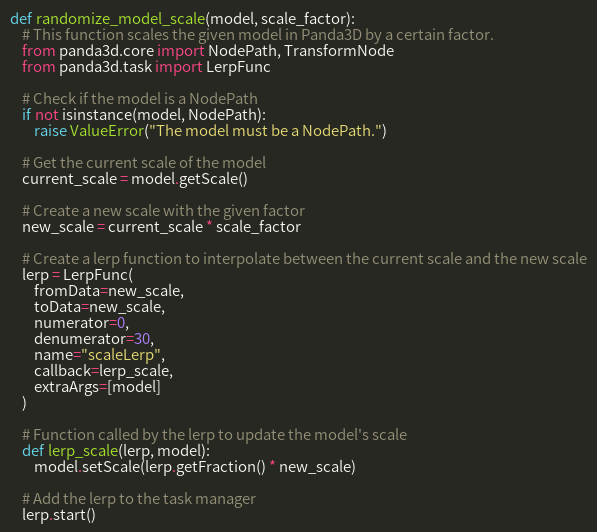 def randomize_model_scale(model, scale_factor):
    # This function scales the given model in Panda3D by a certain factor.
    from panda3d.core import NodePath, TransformNode
    from panda3d.task import LerpFunc

    # Check if the model is a NodePath
    if not isinstance(model, NodePath):
        raise ValueError("The model must be a NodePath.")

    # Get the current scale of the model
    current_scale = model.getScale()

    # Create a new scale with the given factor
    new_scale = current_scale * scale_factor

    # Create a lerp function to interpolate between the current scale and the new scale
    lerp = LerpFunc(
        fromData=new_scale,
        toData=new_scale,
        numerator=0,
        denumerator=30,
        name="scaleLerp",
        callback=lerp_scale,
        extraArgs=[model]
    )

    # Function called by the lerp to update the model's scale
    def lerp_scale(lerp, model):
        model.setScale(lerp.getFraction() * new_scale)

    # Add the lerp to the task manager
    lerp.start()